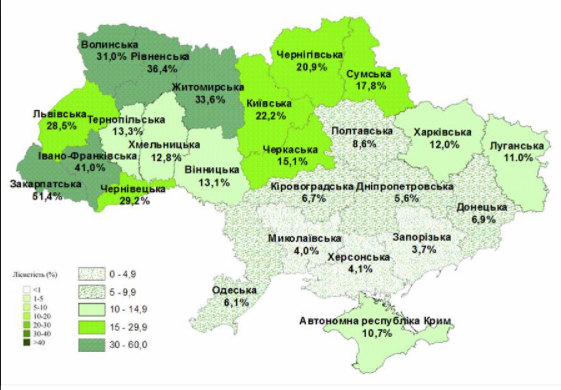 Волинська
31,0%
Рівненська
36,4%
Житомирська
33,6%
Чернігівська
20,9%
Сумська
17,8%
Львівська
28,5%
Тернопільська
13,3%
Хмельницька
12,8%
Київська
22,2%
Черкаська
15,1%
Полтавська
8,6%
Харківська
12,0%
Луганська
11.0%
Івано-Франківська
41,0%
Закарпатська
51,4%
Чернівецька
29,2%
Вінницька
13,1%
Кіровоградська
6,7%
Дніпропетровська
5,6%
Донецька
6,9%
Миколаївська
4,0%
Херсонська
4,1%
Запорізька
3,7%
Одеська
6,1%
Автономна республіка Крим
10,7%
Лісистість (%)
<1
1-5
5-10
10-20
20-30
30-40
>40
0 - 4,9
5 - 9,9
10 - 14,9
15 - 29,9
30 - 60,0